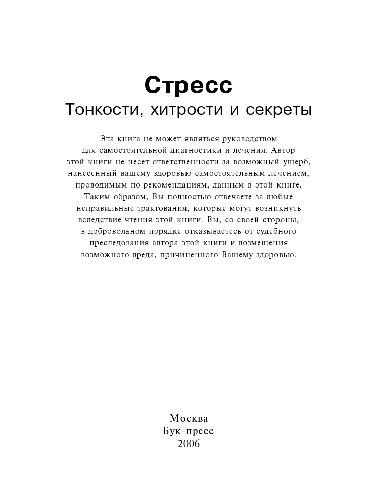 Стресс
Тонкости, хитрости и секреты
Эта книга не может являться руководством
для самостоятельной диагностики и лечения. Автор
этой книги не несет ответственности за возможный ущерб,
нанесенный вашему здоровью самостоятельным лечением,
проводимым по рекомендациям, данным в этой книге.
Таким образом, Вы полностью отвечаете за любые
неправильные трактования, которые могут возникнуть
вследствие чтения этой книги. Вы, со своей стороны,
в добровольном порядке отказываетесь от судебного
преследования автора этой книги и возмещения
возможного вреда, причиненного Вашему здоровью.
Москва
Бук-пресс
2006